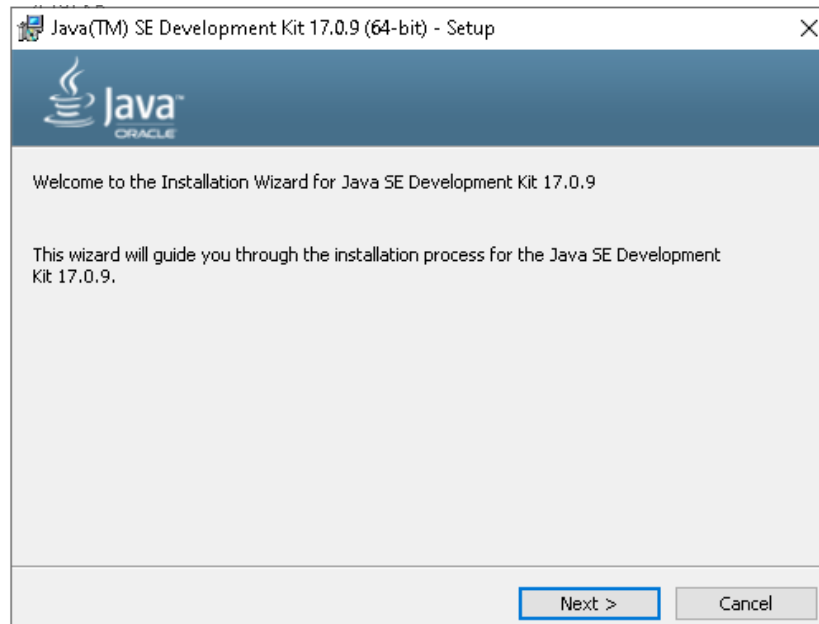 Java(TM) SE Development Kit 17.0.9 (64-bit) - Setup
Java™
ORACLE
Welcome to the Installation Wizard for Java SE Development Kit 17.0.9
This wizard will guide you through the installation process for the Java SE Development
Kit 17.0.9.
Next >
Cancel